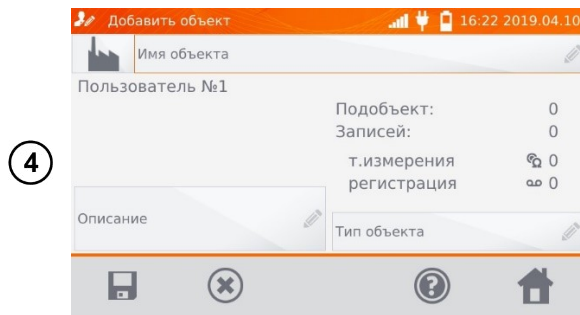 Добавить объект 16:22 2019.04.10
Имя объекта
Пользователь №1
Подобъект: 0
Записей: 0
т.измерения 0
регистрация 0
4
Описание
Тип объекта
?